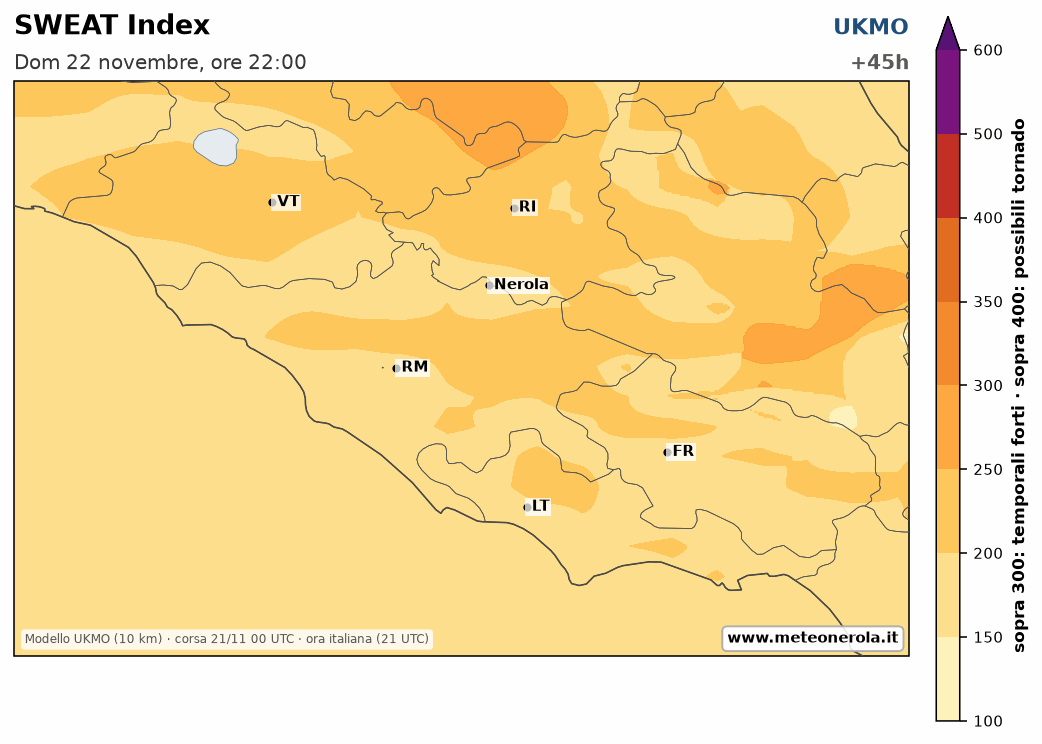 SWEAT Index
UKMO
Dom 22 novembre, ore 22:00
+45h
VT
RI
Nerola
RM
FR
LT
Modello UKMO (10 km) · corsa 21/11 00 UTC · ora italiana (21 UTC)
www.meteonerola.it
600
500
400
350
300
250
200
150
100
sopra 300: temporali forti · sopra 400: possibili tornado